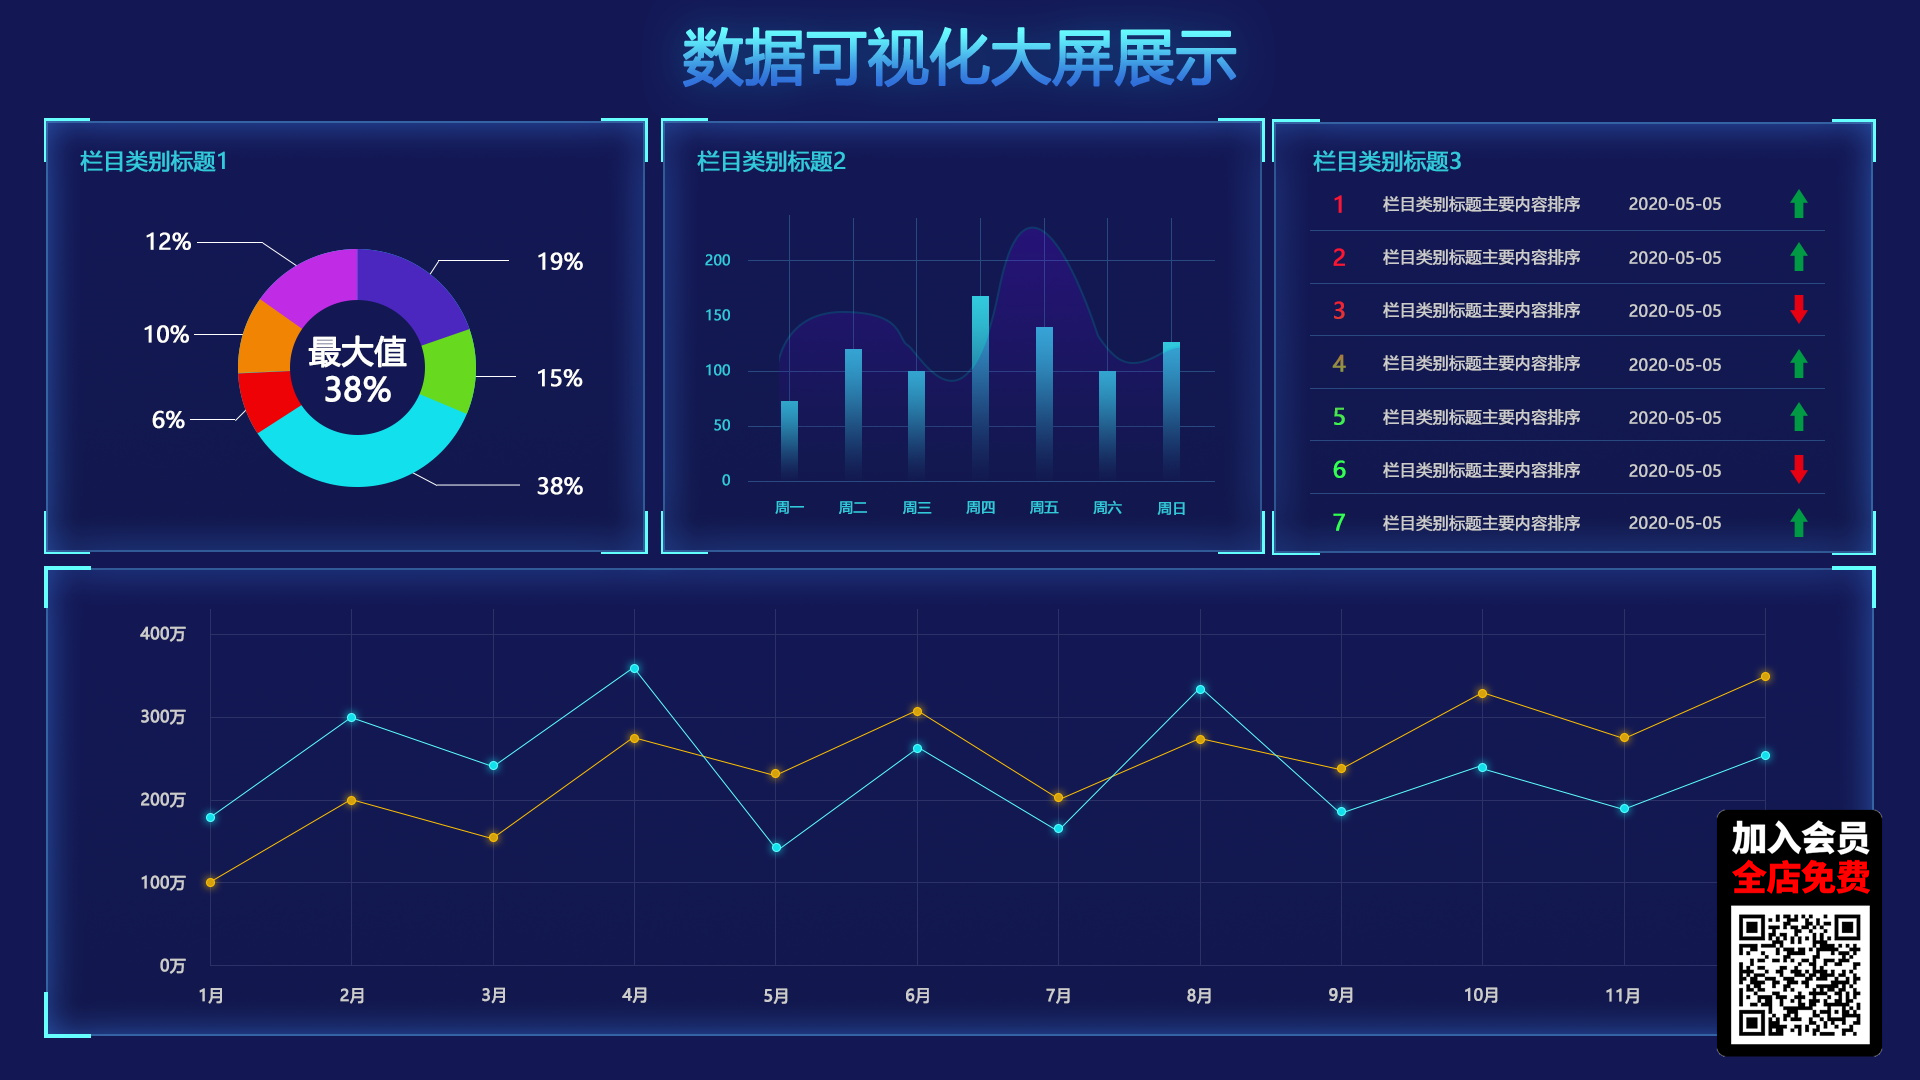 数据可视化大屏展示
栏目类别标题1
12%
19%
10%
最大值
38%
15%
6%
38%
栏目类别标题2
200
150
100
50
0
周一 周二 周三 周四 周五 周六 周日
栏目类别标题3
1 栏目类别标题主要内容排序 2020-05-05
2 栏目类别标题主要内容排序 2020-05-05
3 栏目类别标题主要内容排序 2020-05-05
4 栏目类别标题主要内容排序 2020-05-05
5 栏目类别标题主要内容排序 2020-05-05
6 栏目类别标题主要内容排序 2020-05-05
7 栏目类别标题主要内容排序 2020-05-05
400万
300万
200万
100万
0万
1月 2月 3月 4月 5月 6月 7月 8月 9月 10月 11月
加入会员
全店免费